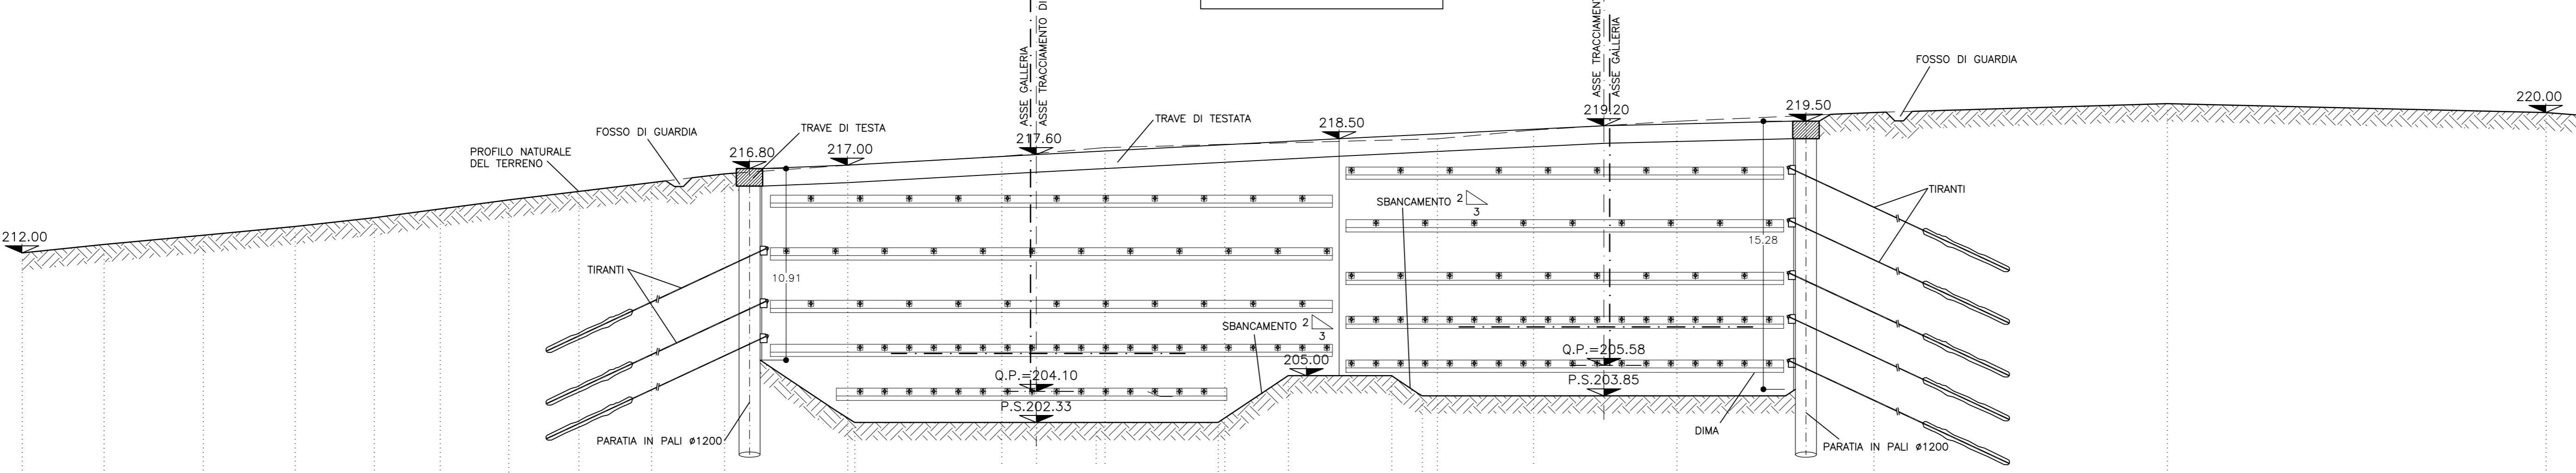 ASSE GALLERIA
ASSE TRACCIAMENTO DI
ASSE GALLERIA
FOSSO DI GUARDIA
220.00
219.20
219.50
TRAVE DI TESTATA
218.50
TRAVE DI TESTA
FOSSO DI GUARDIA
217.60
PROFILO NATURALE
DEL TERRENO
216.80
217.00
TIRANTI
SBANCAMENTO 2
3
212.00
15.28
TIRANTI
10.91
SBANCAMENTO 2
3
205.00
Q.P.=205.58
Q.P.=204.10
P.S.203.85
P.S.202.33
DIMA
PARATIA IN PALI ø1200
PARATIA IN PALI ø1200